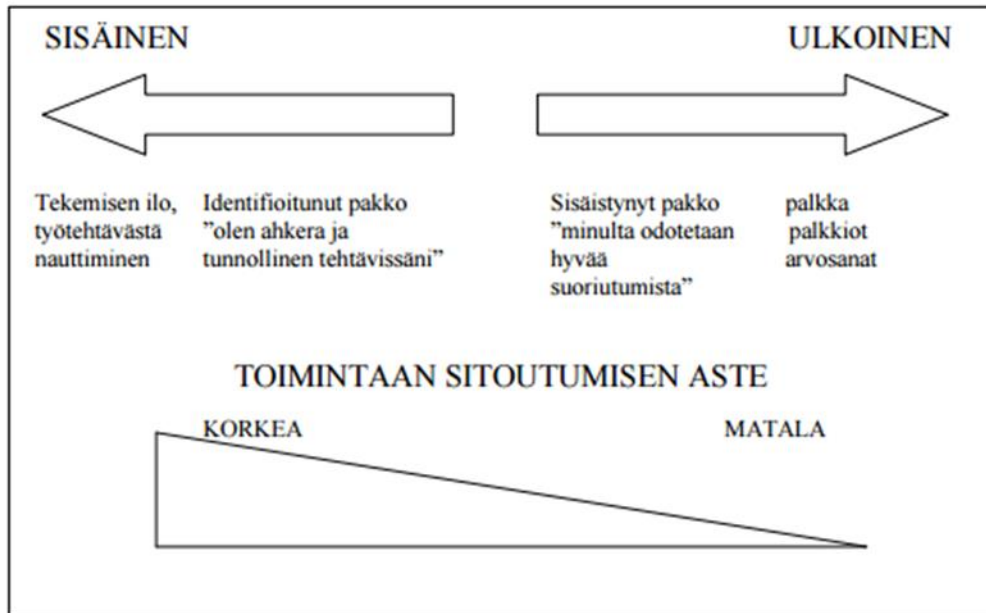 SISÄINEN
ULKOINEN
Tekemisen ilo,
työtehtävästä
nauttiminen
Identifioitunut pakko
”olen ahkera ja
tunnollinen tehtävissäni”
Sisäistynyt pakko
”minulta odotetaan
hyvää
suoriutumista”
palkka
palkkiot
arvosanat
TOIMINTAAN SITOUTUMISEN ASTE
KORKEA
MATALA